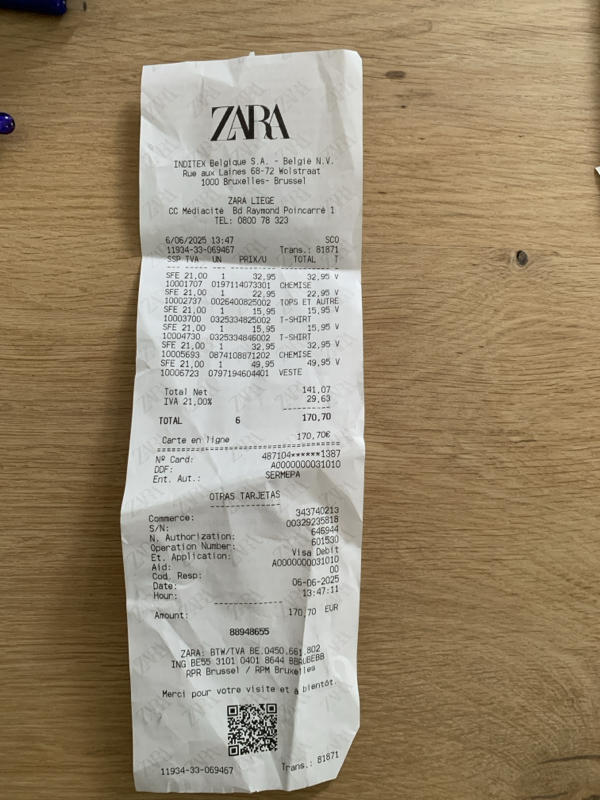 ZARA
INDITEX Belgique S.A. - België N.V.
Rue aux Laines 68-72 Wolstraat
1000 Bruxelles- Brussel
ZARA LIEGE
CC Médiacité Bd Raymond Poincarré 1
TEL: 0800 78 323
6/06/2025 13:47 SCO
11934-33-069467 Trans.: 81871
SSP TVA UN PRIX/U TOTAL T
SFE 21,00 1 32,95 32,95 V
10001707 0197114073301 CHEMISE
SFE 21,00 1 22,95 22,95 V
10002737 0026400825002 TOPS ET AUTRE
SFE 21,00 1 15,95 15,95 V
10003700 0325334825002 T-SHIRT
SFE 21,00 1 15,95 15,95 V
10004730 0325334846002 T-SHIRT
SFE 21,00 1 32,95 32,95 V
10005693 0874108871202 CHEMISE
SFE 21,00 1 49,95 49,95 V
10006723 0797194604401 VESTE
Total Net 141,07
IVA 21,00% 29,63
TOTAL 6 170,70
Carte en ligne 170,70€
Nº Card: 487104******1387
DDF: A0000000031010
Ent. Aut.: SERMEPA
OTRAS TARJETAS
Commerce: 343740213
S/N: 00329235818
N. Authorization: 646944
Operation Number: 601530
Et. Application: Visa Debit
Aid: A0000000031010
Cod. Resp: 00
Date: 06-06-2025
Hour: 13:47:11
Amount: 170,70 EUR
88948655
ZARA: BTW/TVA BE.0450.661.802
ING BE55 3101 0401 8644 BBRUBEBB
RPR Brussel / RPM Bruxelles
Merci pour votre visite et à bientôt.
11934-33-069467 Trans.: 81871